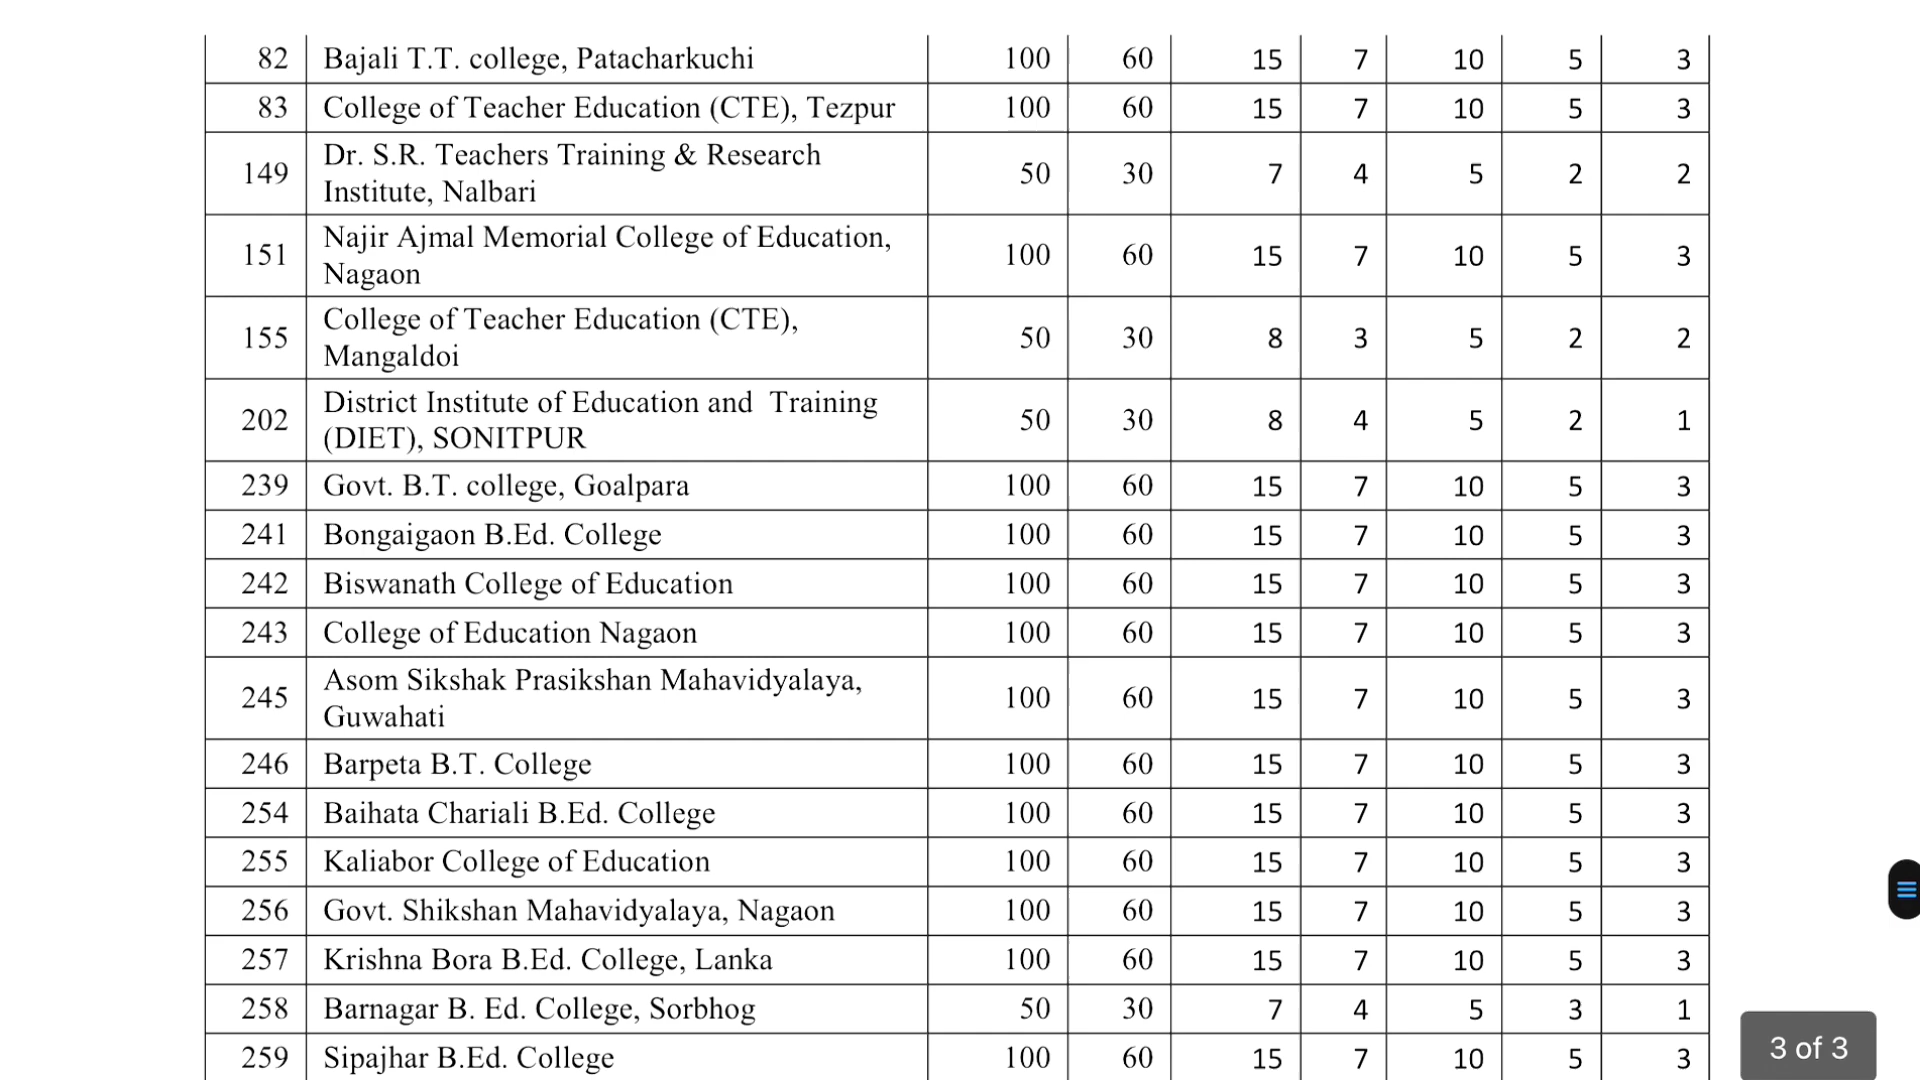 82 Bajali T.T. college, Patacharkuchi 100 60 15 7 10 5 3
83 College of Teacher Education (CTE), Tezpur 100 60 15 7 10 5 3
149 Dr. S.R. Teachers Training & Research
Institute, Nalbari 50 30 7 4 5 2 2
151 Najir Ajmal Memorial College of Education,
Nagaon 100 60 15 7 10 5 3
155 College of Teacher Education (CTE),
Mangaldoi 50 30 8 3 5 2 2
202 District Institute of Education and Training
(DIET), SONITPUR 50 30 8 4 5 2 1
239 Govt. B.T. college, Goalpara 100 60 15 7 10 5 3
241 Bongaigaon B.Ed. College 100 60 15 7 10 5 3
242 Biswanath College of Education 100 60 15 7 10 5 3
243 College of Education Nagaon 100 60 15 7 10 5 3
245 Asom Sikshak Prasikshan Mahavidyalaya,
Guwahati 100 60 15 7 10 5 3
246 Barpeta B.T. College 100 60 15 7 10 5 3
254 Baihata Chariali B.Ed. College 100 60 15 7 10 5 3
255 Kaliabor College of Education 100 60 15 7 10 5 3
256 Govt. Shikshan Mahavidyalaya, Nagaon 100 60 15 7 10 5 3
257 Krishna Bora B.Ed. College, Lanka 100 60 15 7 10 5 3
258 Barnagar B. Ed. College, Sorbhog 50 30 7 4 5 3 1
259 Sipajhar B.Ed. College 100 60 15 7 10 5 3
3 of 3